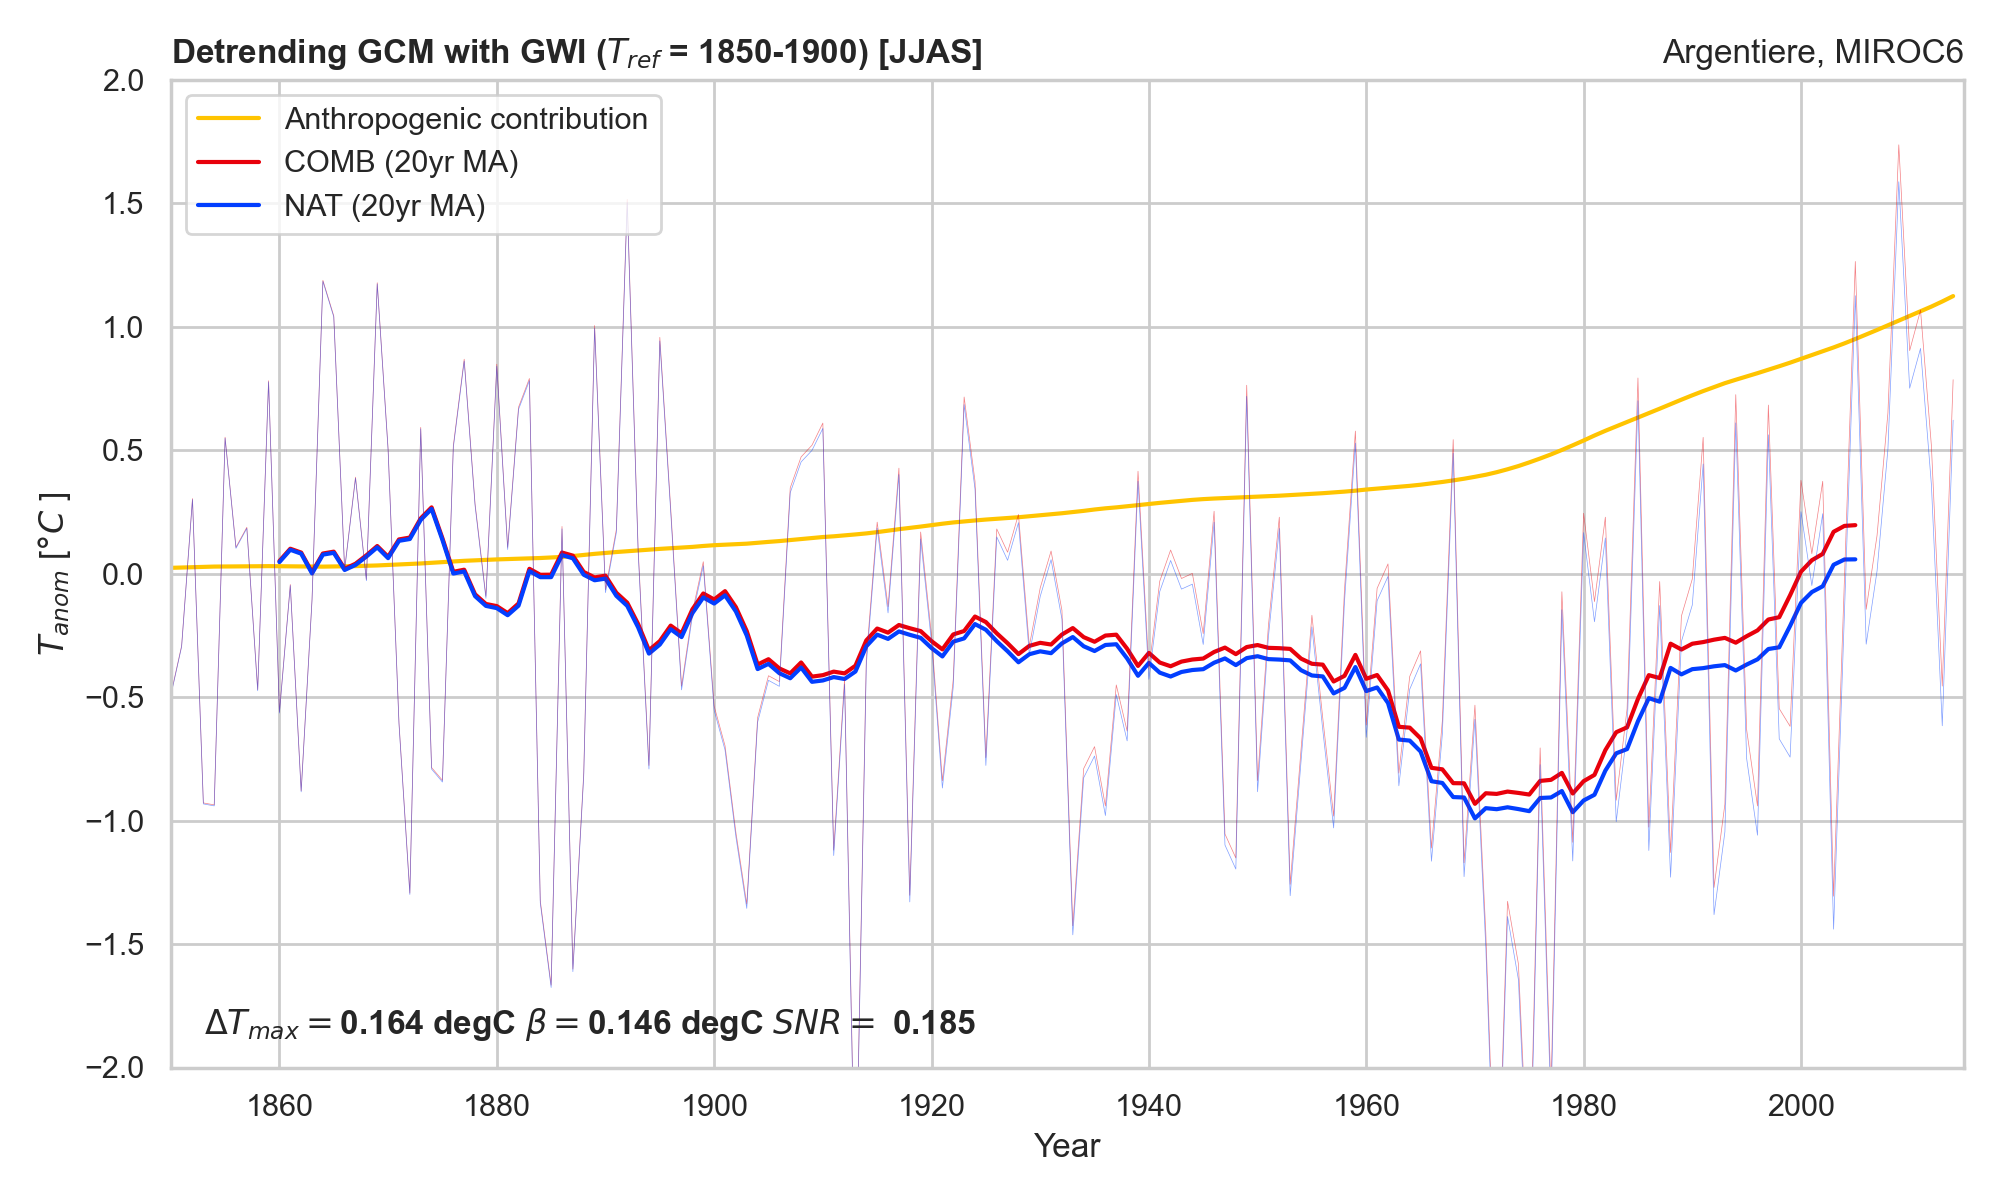 Detrending GCM with GWI (T_ref = 1850-1900) [JJAS]
Argentiere, MIROC6
2.0
1.5
1.0
0.5
0.0
−0.5
−1.0
−1.5
−2.0
T_anom [°C]
Anthropogenic contribution
COMB (20yr MA)
NAT (20yr MA)
ΔT_max = 0.164 degC β = 0.146 degC SNR = 0.185
1860 1880 1900 1920 1940 1960 1980 2000
Year